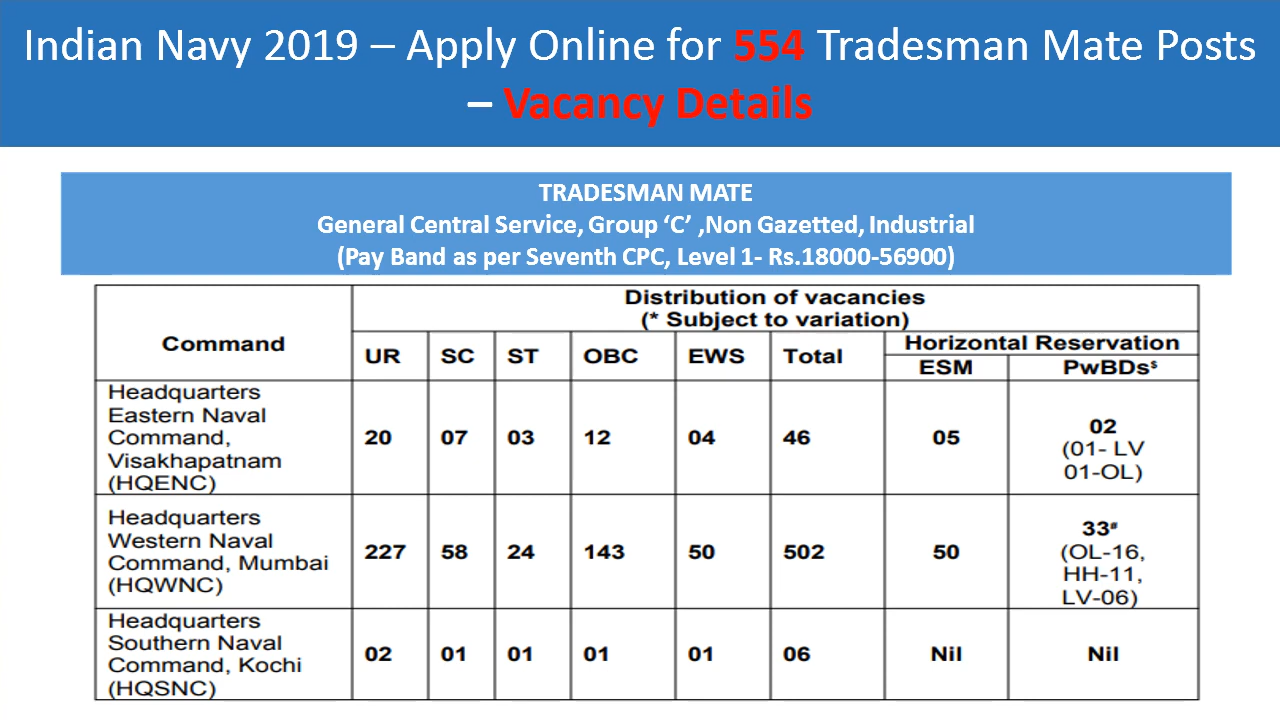 Indian Navy 2019 – Apply Online for 554 Tradesman Mate Posts
– Vacancy Details
TRADESMAN MATE
General Central Service, Group ‘C’ ,Non Gazetted, Industrial
(Pay Band as per Seventh CPC, Level 1- Rs.18000-56900)
Command
Distribution of vacancies
(* Subject to variation)
UR SC ST OBC EWS Total
Horizontal Reservation
ESM PwBDs$
Headquarters
Eastern Naval
Command,
Visakhapatnam
(HQENC)
20 07 03 12 04 46 05
02
(01- LV
01-OL)
Headquarters
Western Naval
Command, Mumbai
(HQWNC)
227 58 24 143 50 502 50
33#
(OL-16,
HH-11,
LV-06)
Headquarters
Southern Naval
Command, Kochi
(HQSNC)
02 01 01 01 01 06 Nil Nil